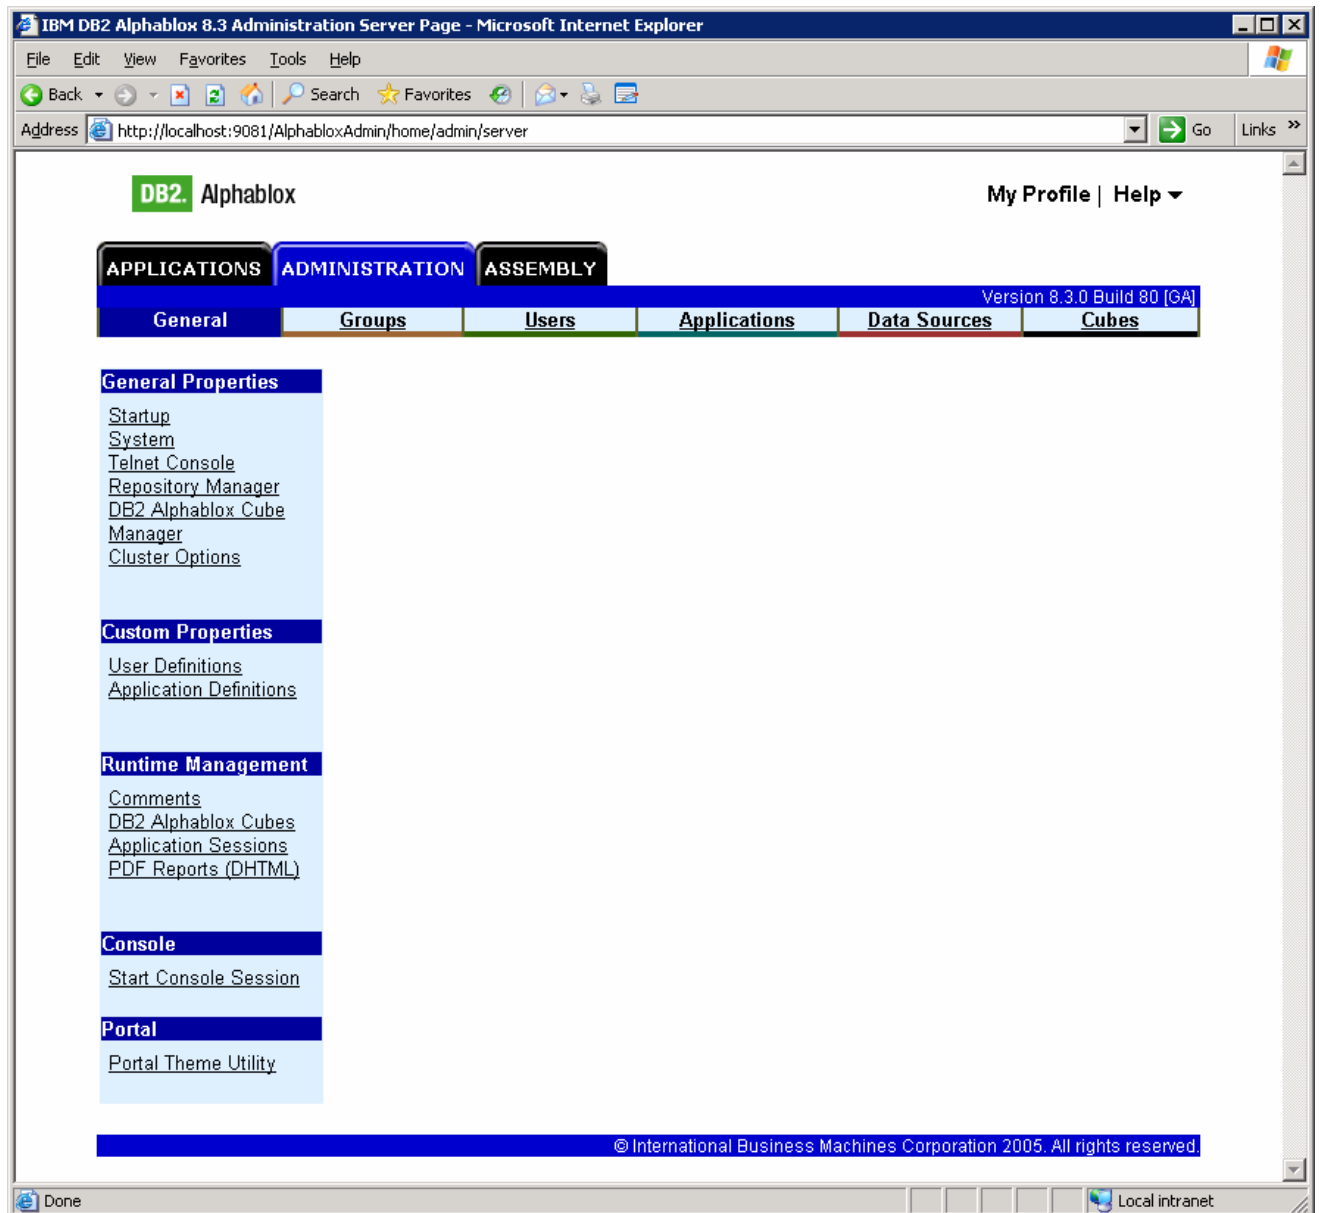 IBM DB2 Alphablox 8.3 Administration Server Page - Microsoft Internet Explorer
File Edit View Favorites Tools Help
Back Search Favorites
Address http://localhost:9081/AlphabloxAdmin/home/admin/server Go Links »
DB2. Alphablox My Profile | Help
APPLICATIONS ADMINISTRATION ASSEMBLY
Version 8.3.0 Build 80 [GA]
General Groups Users Applications Data Sources Cubes
General Properties
Startup
System
Telnet Console
Repository Manager
DB2 Alphablox Cube
Manager
Cluster Options
Custom Properties
User Definitions
Application Definitions
Runtime Management
Comments
DB2 Alphablox Cubes
Application Sessions
PDF Reports (DHTML)
Console
Start Console Session
Portal
Portal Theme Utility
© International Business Machines Corporation 2005. All rights reserved.
Done Local intranet